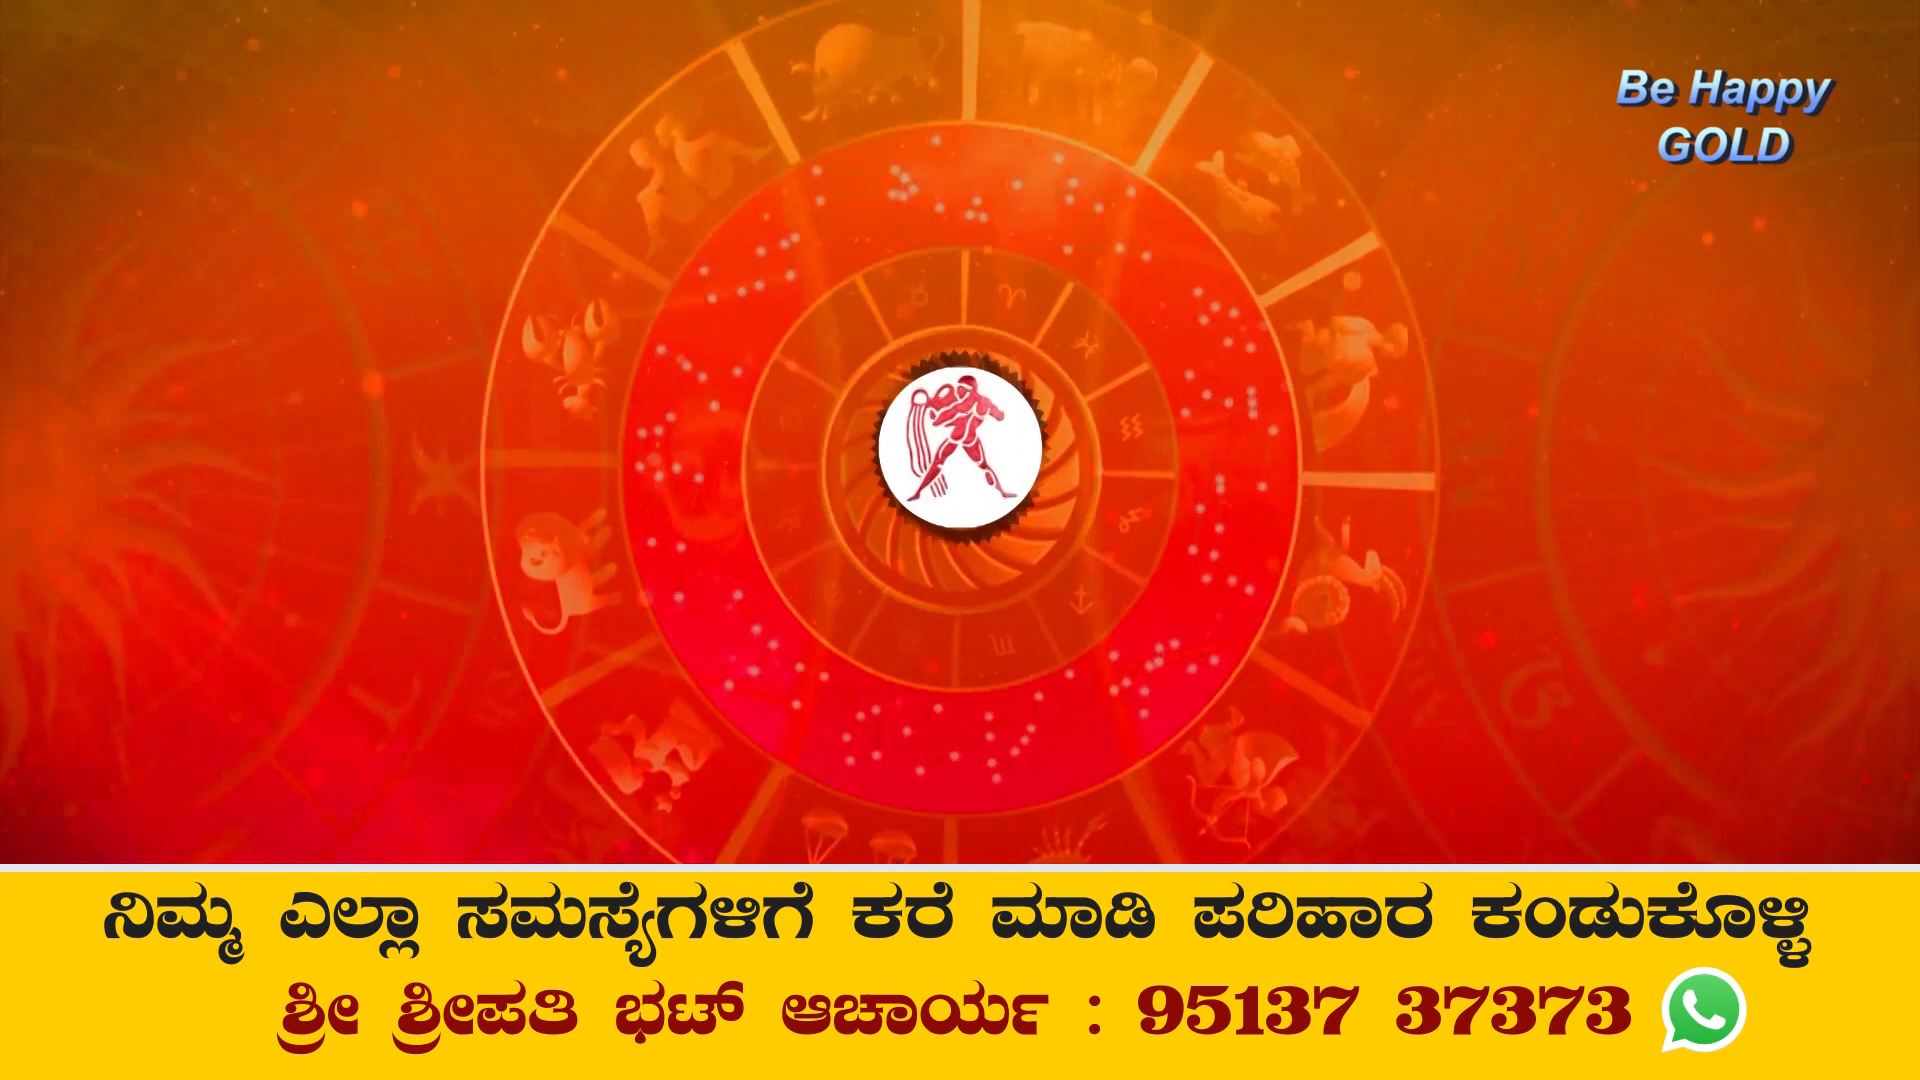 Be Happy
GOLD
ನಿಮ್ಮ ಎಲ್ಲಾ ಸಮಸ್ಯೆಗಳಿಗೆ ಕರೆ ಮಾಡಿ ಪರಿಹಾರ ಕಂಡುಕೊಳ್ಳಿ
ಶ್ರೀ ಶ್ರೀಪತಿ ಭಟ್ ಆಚಾರ್ಯ : 95137 37373